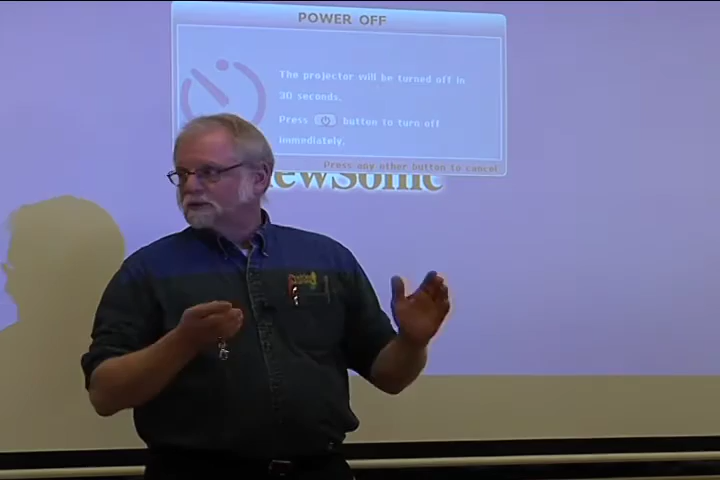 POWER OFF
The projector will be turned off in
30 seconds.
Press button to turn off
immediately.
Press any other button to cancel
ewSonic